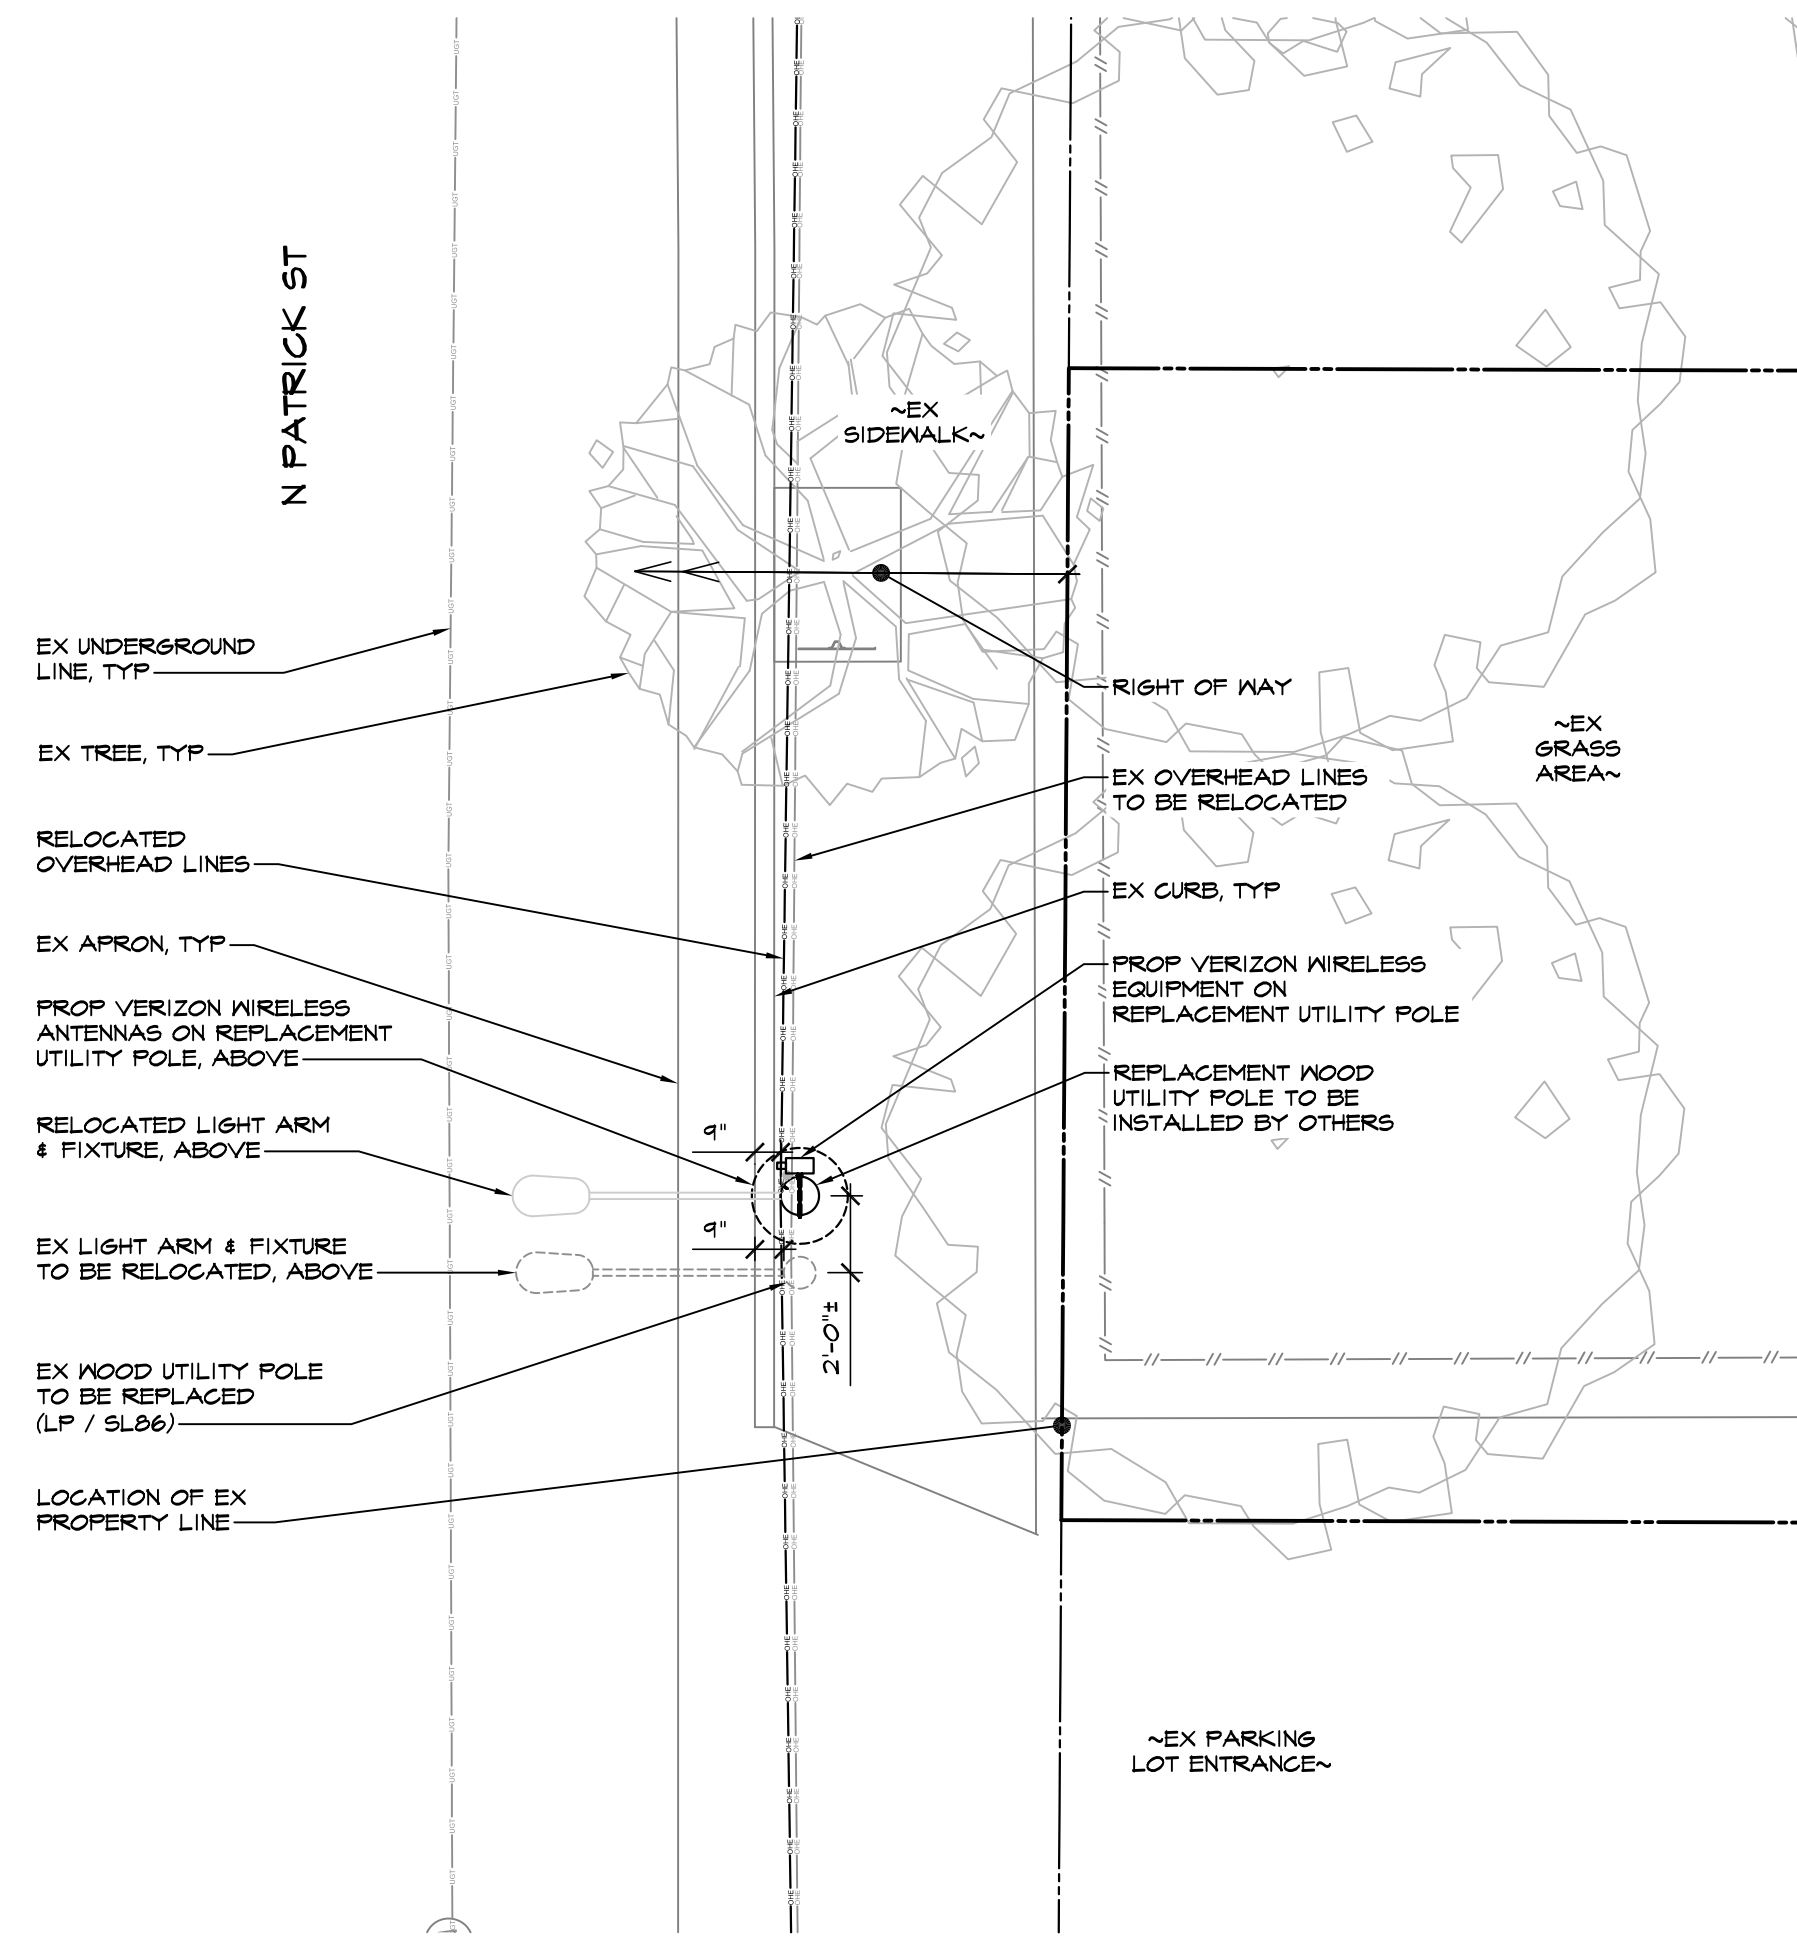 N PATRICK ST
~EX
SIDEWALK~
EX UNDERGROUND
LINE, TYP
EX TREE, TYP
RELOCATED
OVERHEAD LINES
EX APRON, TYP
PROP VERIZON WIRELESS
ANTENNAS ON REPLACEMENT
UTILITY POLE, ABOVE
RELOCATED LIGHT ARM
& FIXTURE, ABOVE
EX LIGHT ARM & FIXTURE
TO BE RELOCATED, ABOVE
EX WOOD UTILITY POLE
TO BE REPLACED
(LP / SL86)
LOCATION OF EX
PROPERTY LINE
9"
9"
2'-0"±
RIGHT OF WAY
~EX
GRASS
AREA~
EX OVERHEAD LINES
TO BE RELOCATED
EX CURB, TYP
PROP VERIZON WIRELESS
EQUIPMENT ON
REPLACEMENT UTILITY POLE
REPLACEMENT WOOD
UTILITY POLE TO BE
INSTALLED BY OTHERS
~EX PARKING
LOT ENTRANCE~
UGT
OHE
OHE